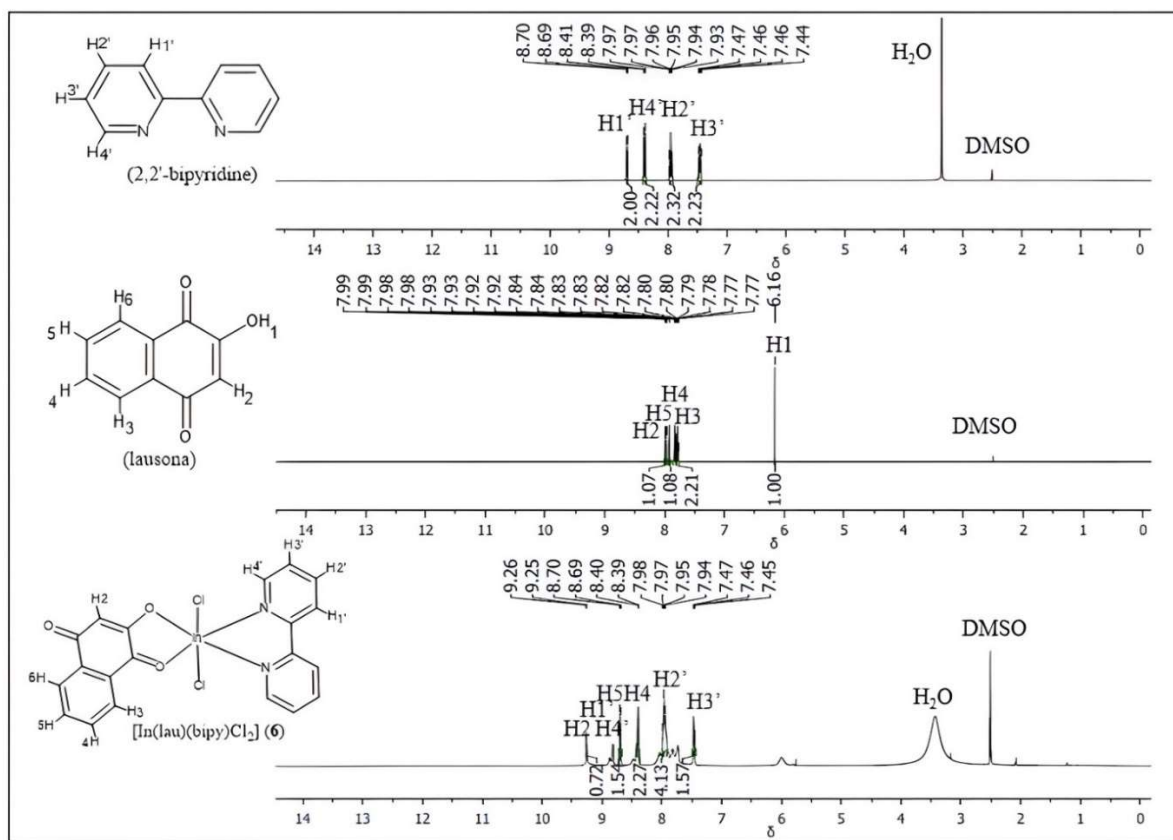 8.70 8.69 8.41 8.39 7.97 7.97 7.96 7.95 7.94 7.93 7.47 7.46 7.46 7.44
H2' H1'
H3'
N N
H4'
(2,2'-bipyridine)
H1' H4' H2' H3'
H₂O
DMSO
2.00 2.22 2.32 2.23
14 13 12 11 10 9 8 7 6 5 4 3 2 1 0
δ
7.99 7.99 7.98 7.98 7.93 7.93 7.92 7.92 7.84 7.84 7.83 7.83 7.82 7.82 7.80 7.80 7.79 7.78 7.77 7.77 6.16
O
H6
5 H OH1
H 4 H2
H3
O
(lausona)
H2 H5 H4 H3
H1
DMSO
1.07 1.08 2.21 1.00
14 13 12 11 10 9 8 7 6 5 4 3 2 1 0
δ
9.26 9.25 8.70 8.69 8.40 8.39 7.98 7.97 7.95 7.94 7.47 7.46 7.45
H3'
H4' H2'
H2 O Cl N H1'
O In
O Cl N
6H
5H H3
4H
[In(lau)(bipy)Cl₂] (6)
H2 H1' H4' H5 H4 H2' H3'
H₂O
DMSO
0.72 1.54 2.27 4.13 1.57
14 13 12 11 10 9 8 7 6 5 4 3 2 1 0
δ